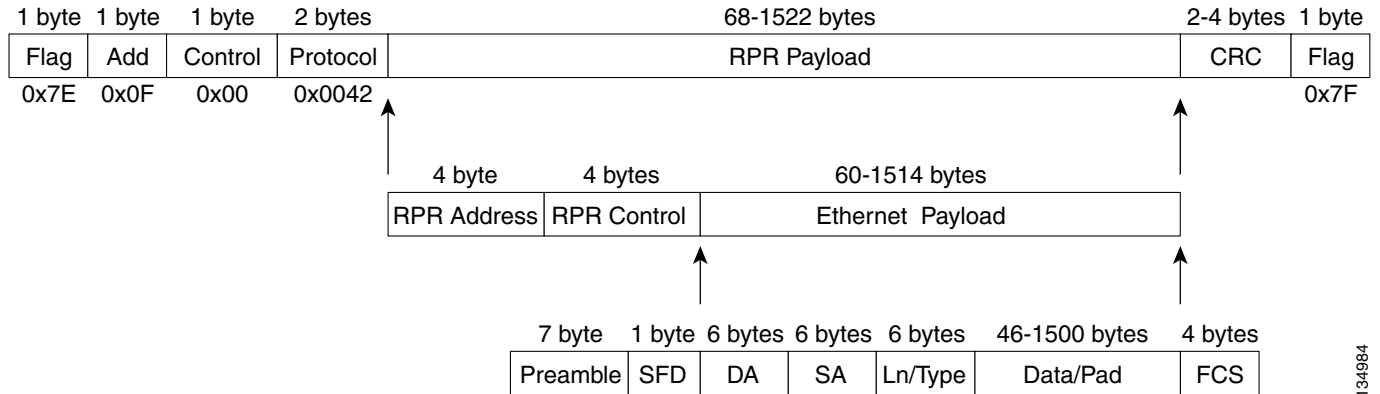 1 byte 1 byte 1 byte 2 bytes 68-1522 bytes 2-4 bytes 1 byte
Flag Add Control Protocol RPR Payload CRC Flag
0x7E 0x0F 0x00 0x0042 0x7F
4 byte 4 bytes 60-1514 bytes
RPR Address RPR Control Ethernet Payload
7 byte 1 byte 6 bytes 6 bytes 6 bytes 46-1500 bytes 4 bytes
Preamble SFD DA SA Ln/Type Data/Pad FCS
134984